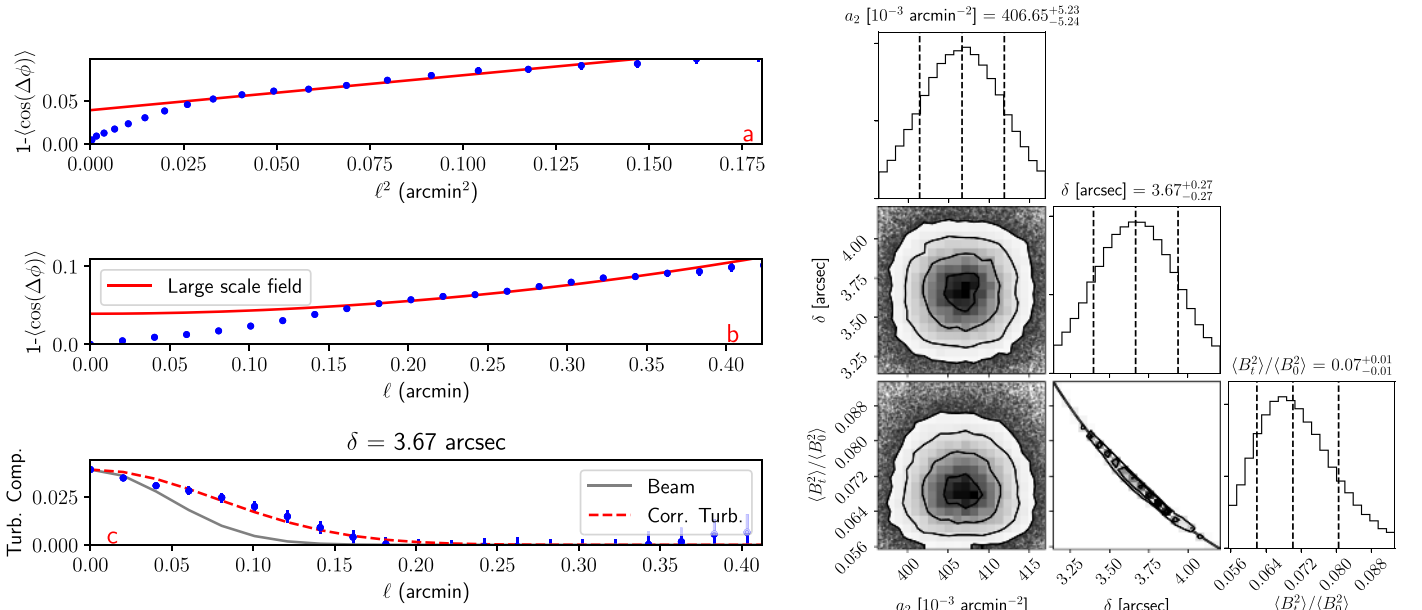 1-⟨cos(Δϕ)⟩
0.05
0.00
a
0.000 0.025 0.050 0.075 0.100 0.125 0.150 0.175
ℓ² (arcmin²)
1-⟨cos(Δϕ)⟩
0.1
0.0
Large scale field
b
0.00 0.05 0.10 0.15 0.20 0.25 0.30 0.35 0.40
ℓ (arcmin)
δ = 3.67 arcsec
Turb. Comp.
0.025
0.000
Beam
Corr. Turb.
c
0.00 0.05 0.10 0.15 0.20 0.25 0.30 0.35 0.40
ℓ (arcmin)
a₂ [10⁻³ arcmin⁻²] = 406.65 +5.23 −5.24
δ [arcsec] = 3.67 +0.27 −0.27
δ [arcsec]
4.00
3.75
3.50
3.25
⟨B_t²⟩/⟨B_0²⟩ = 0.07 +0.01 −0.01
⟨B_t²⟩/⟨B_0²⟩
0.088
0.080
0.072
0.064
0.056
400 405 410 415
a₂ [10⁻³ arcmin⁻²]
3.25 3.50 3.75 4.00
δ [arcsec]
0.056 0.064 0.072 0.080 0.088
⟨B_t²⟩/⟨B_0²⟩